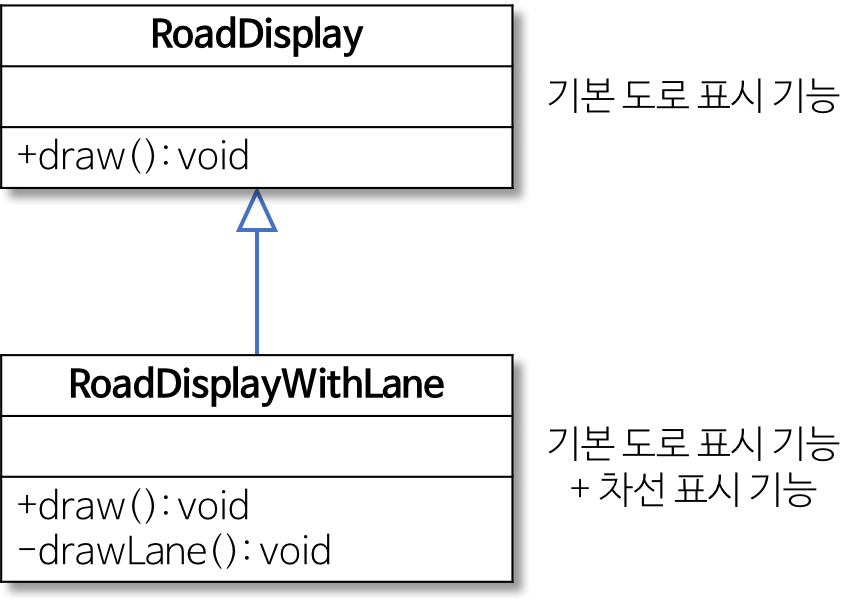 RoadDisplay
기본 도로 표시 기능
+draw():void
RoadDisplayWithLane
기본 도로 표시 기능
+ 차선 표시 기능
+draw():void
-drawLane():void